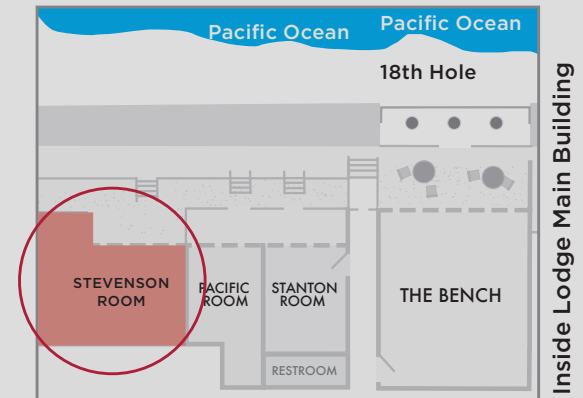 Pacific Ocean
Pacific Ocean
18th Hole
STEVENSON
ROOM
PACIFIC
ROOM
STANTON
ROOM
THE BENCH
RESTROOM
Inside Lodge Main Building